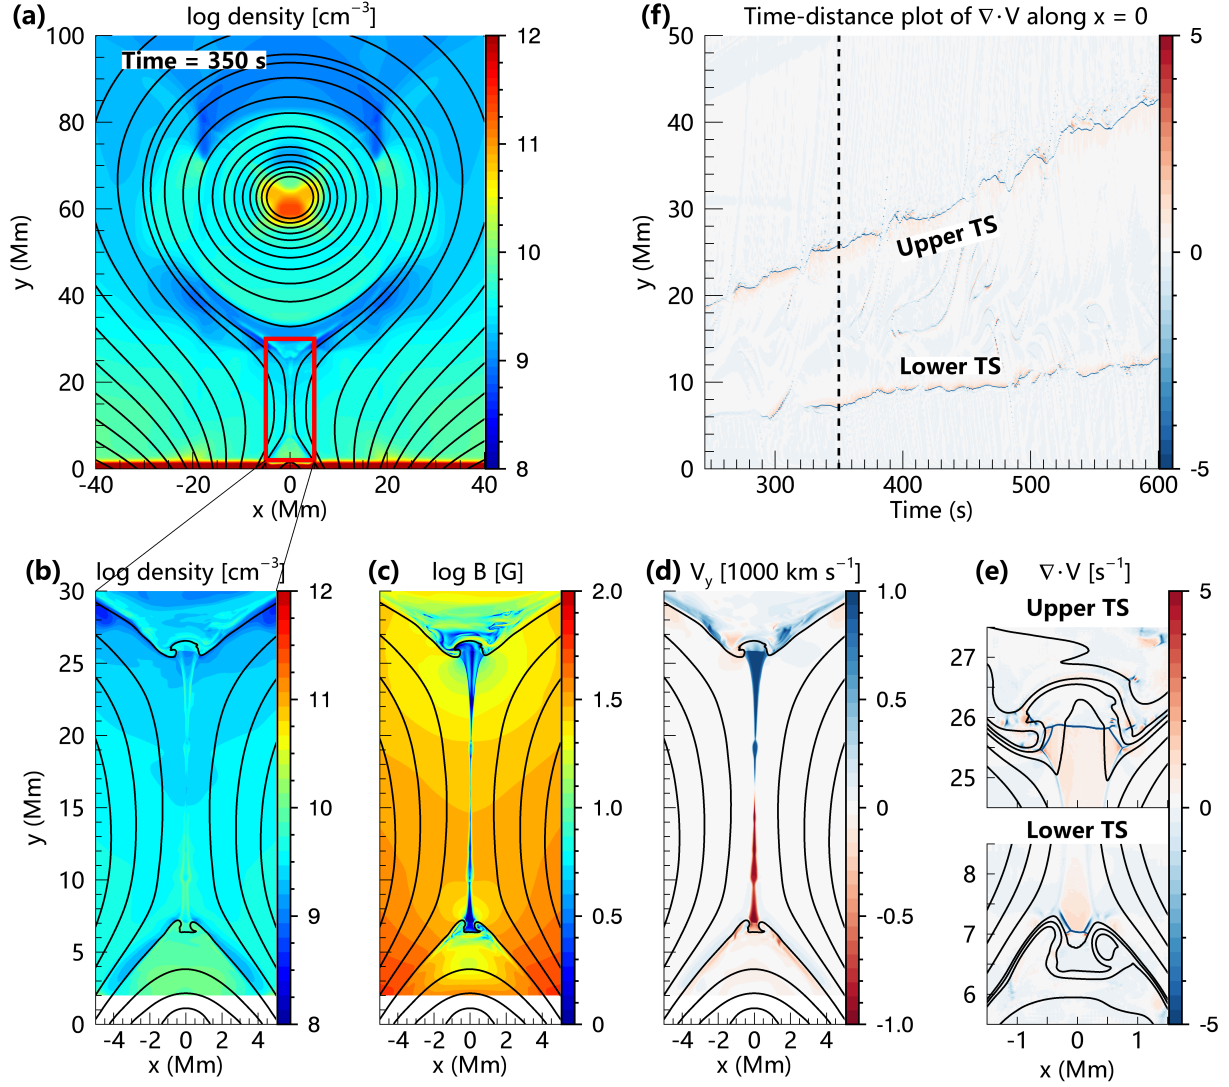 (a)
log density [cm⁻³]
Time = 350 s
100
80
60
40
20
0
y (Mm)
-40
-20
0
20
40
x (Mm)
12
11
10
9
8
(f)
Time-distance plot of ∇·V along x = 0
50
40
30
20
10
0
y (Mm)
Upper TS
Lower TS
300
400
500
600
Time (s)
5
0
-5
(b)
log density [cm⁻³]
30
25
20
15
10
5
0
y (Mm)
-4 -2 0 2 4
x (Mm)
12
11
10
9
8
(c)
log B [G]
-4 -2 0 2 4
x (Mm)
2.0
1.5
1.0
0.5
0
(d)
V_y [1000 km s⁻¹]
-4 -2 0 2 4
x (Mm)
1.0
0.5
0
-0.5
-1.0
(e)
∇·V [s⁻¹]
Upper TS
27
26
25
Lower TS
8
7
6
-1 0 1
x (Mm)
5
0
-5